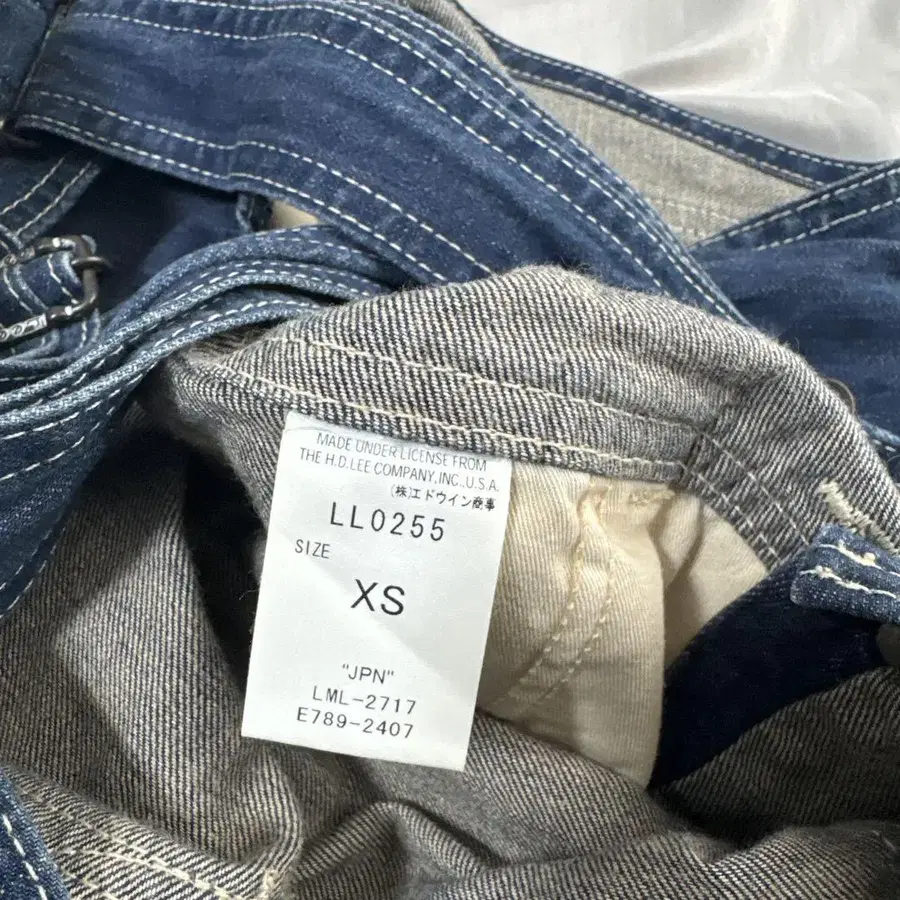 MADE UNDER LICENSE FROM
THE H.D.LEE COMPANY,INC.,U.S.A.
(株)エドウイン商事
LL0255
SIZE
XS
"JPN"
LML-2717
E789-2407